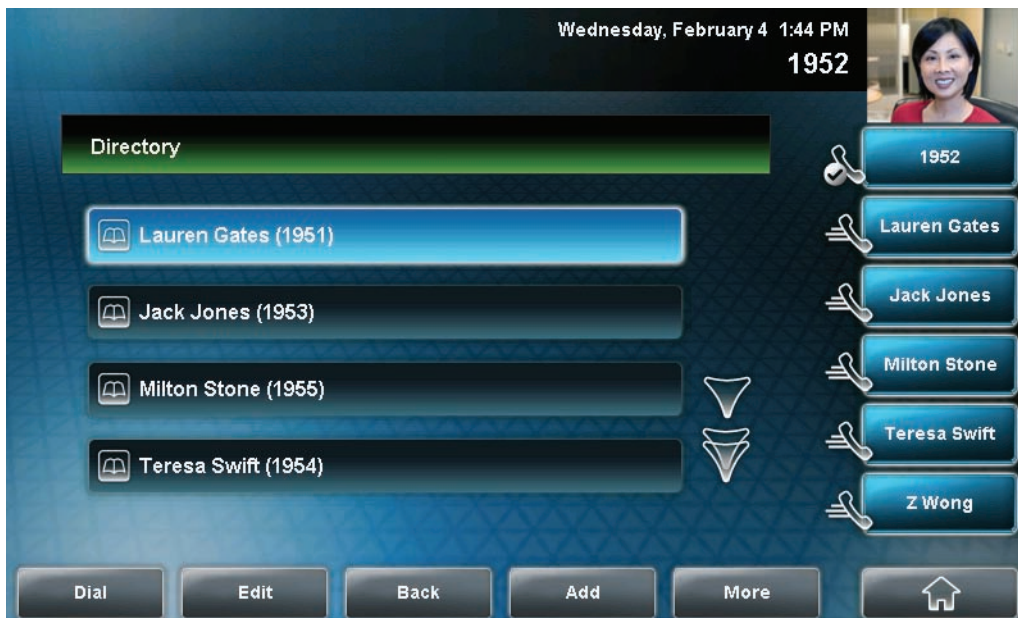 Wednesday, February 4 1:44 PM
1952
Directory
Lauren Gates (1951)
Jack Jones (1953)
Milton Stone (1955)
Teresa Swift (1954)
1952
Lauren Gates
Jack Jones
Milton Stone
Teresa Swift
Z Wong
Dial
Edit
Back
Add
More